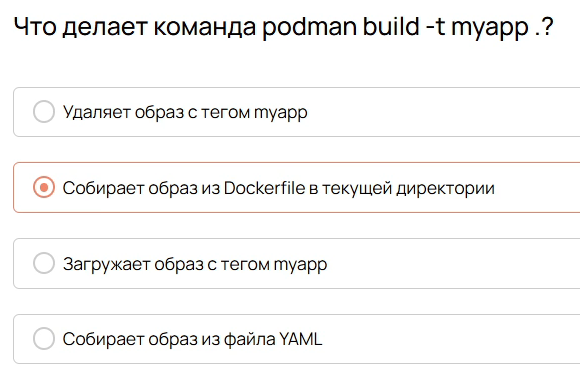 Что делает команда podman build -t myapp .?
Удаляет образ с тегом myapp
Собирает образ из Dockerfile в текущей директории
Загружает образ с тегом myapp
Собирает образ из файла YAML